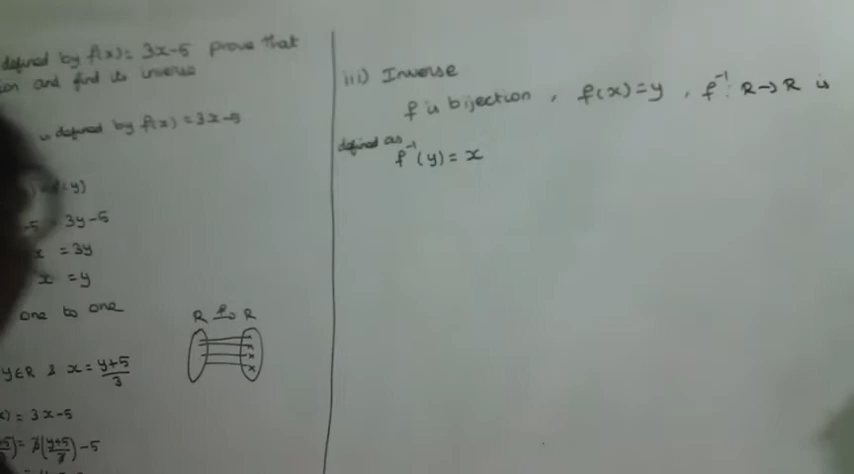 defined by f(x) = 3x-5 prove that
and find its inverse
is defined by f(x) = 3x-5
= 3y-5
x = 3y
x = y
one to one
R f→ R
y∈R & x = y+5/3
= 3x-5
= 3(y+5/3) -5
iii) Inverse
f is bijection, f(x) = y, f⁻¹: R→R is
defined as
f⁻¹(y) = x